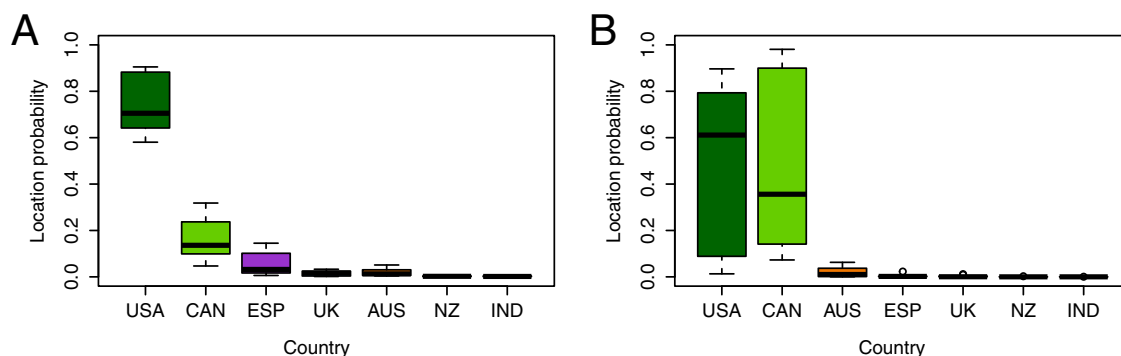 A
Location probability
1.0
0.8
0.6
0.4
0.2
0.0
USA CAN ESP UK AUS NZ IND
Country
B
Location probability
1.0
0.8
0.6
0.4
0.2
0.0
USA CAN AUS ESP UK NZ IND
Country